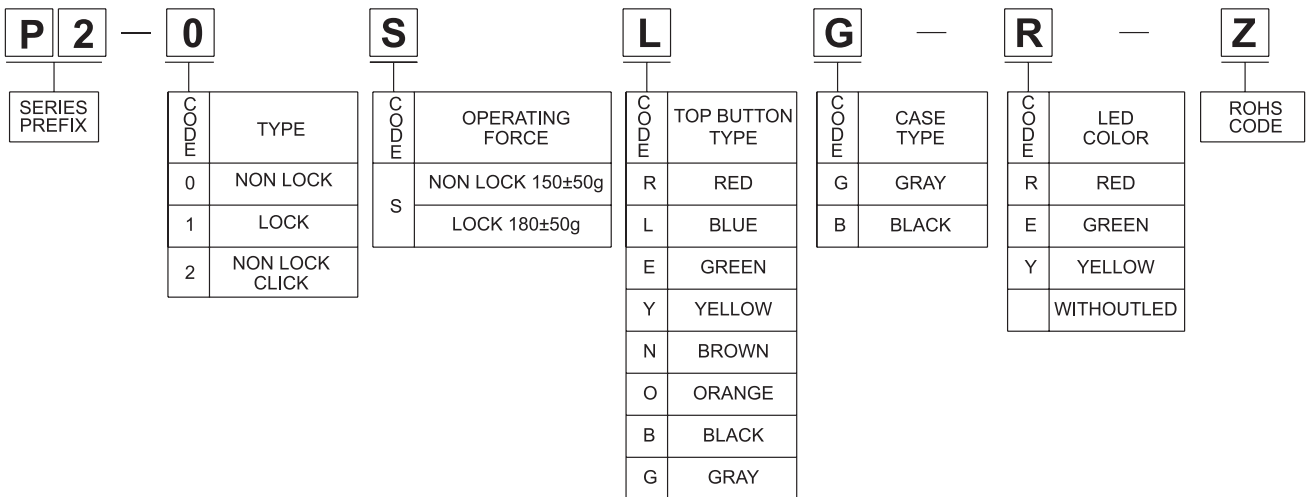 P 2 — 0 S L G — R — Z
SERIES
PREFIX
CODE
TYPE
0 NON LOCK
1 LOCK
2 NON LOCK
CLICK
CODE
OPERATING
FORCE
S
NON LOCK 150±50g
LOCK 180±50g
CODE
TOP BUTTON
TYPE
R RED
L BLUE
E GREEN
Y YELLOW
N BROWN
O ORANGE
B BLACK
G GRAY
CODE
CASE
TYPE
G GRAY
B BLACK
CODE
LED
COLOR
R RED
E GREEN
Y YELLOW
WITHOUTLED
ROHS
CODE